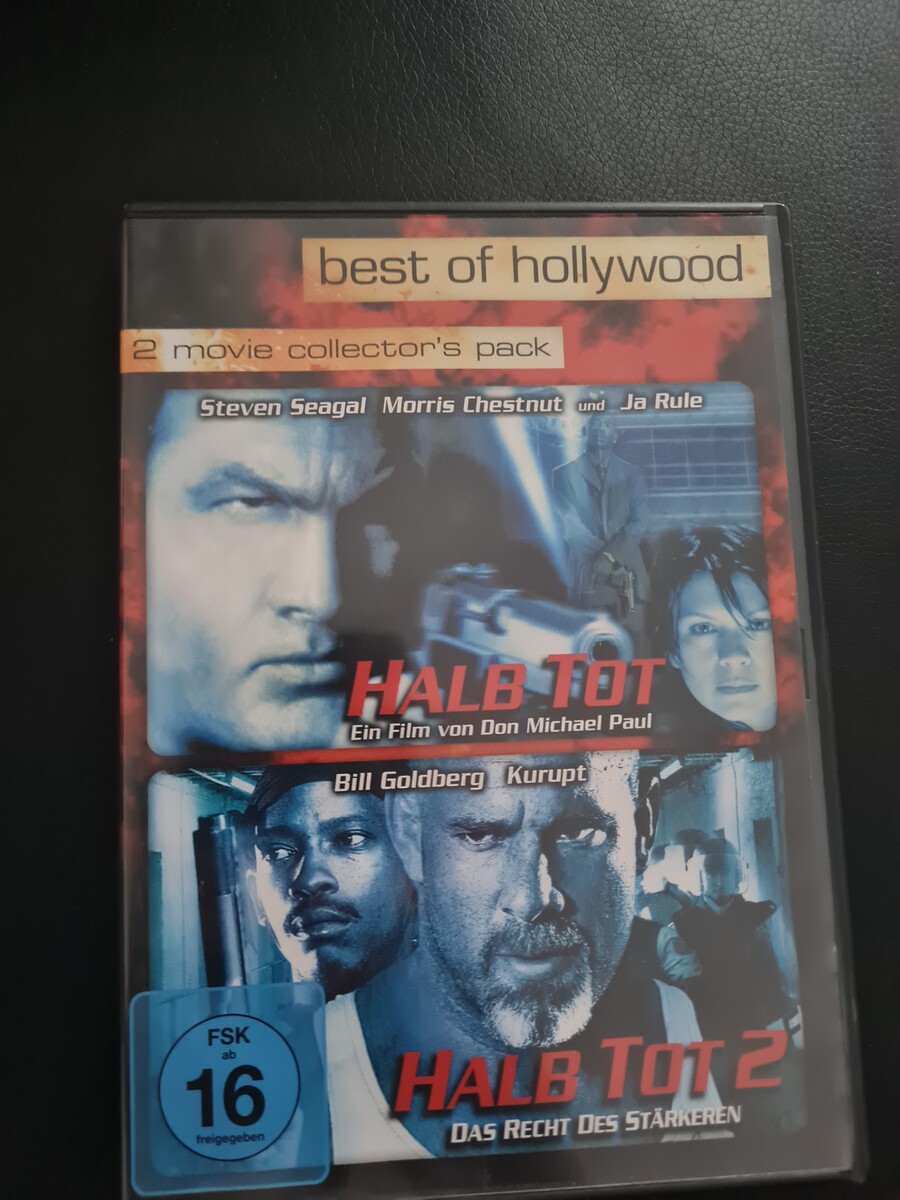 best of hollywood
2 movie collector's pack
Steven Seagal Morris Chestnut und Ja Rule
HALB TOT
Ein Film von Don Michael Paul
Bill Goldberg Kurupt
HALB TOT 2
DAS RECHT DES STÄRKEREN
FSK
ab
16
freigegeben